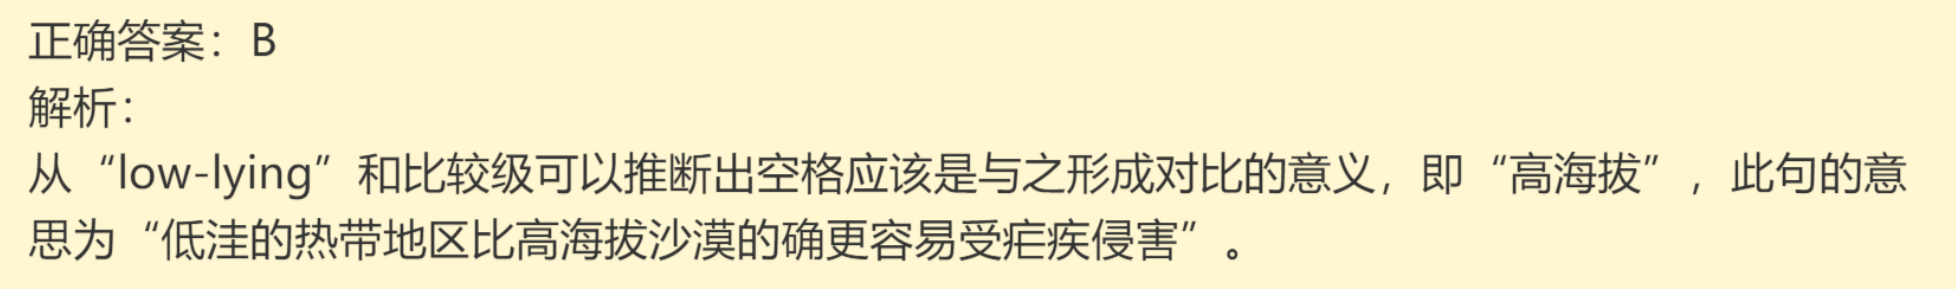 正确答案：B
解析：
从“low-lying”和比较级可以推断出空格应该是与之形成对比的意义，即“高海拔”，此句的意
思为“低洼的热带地区比高海拔沙漠的确更容易受疟疾侵害”。